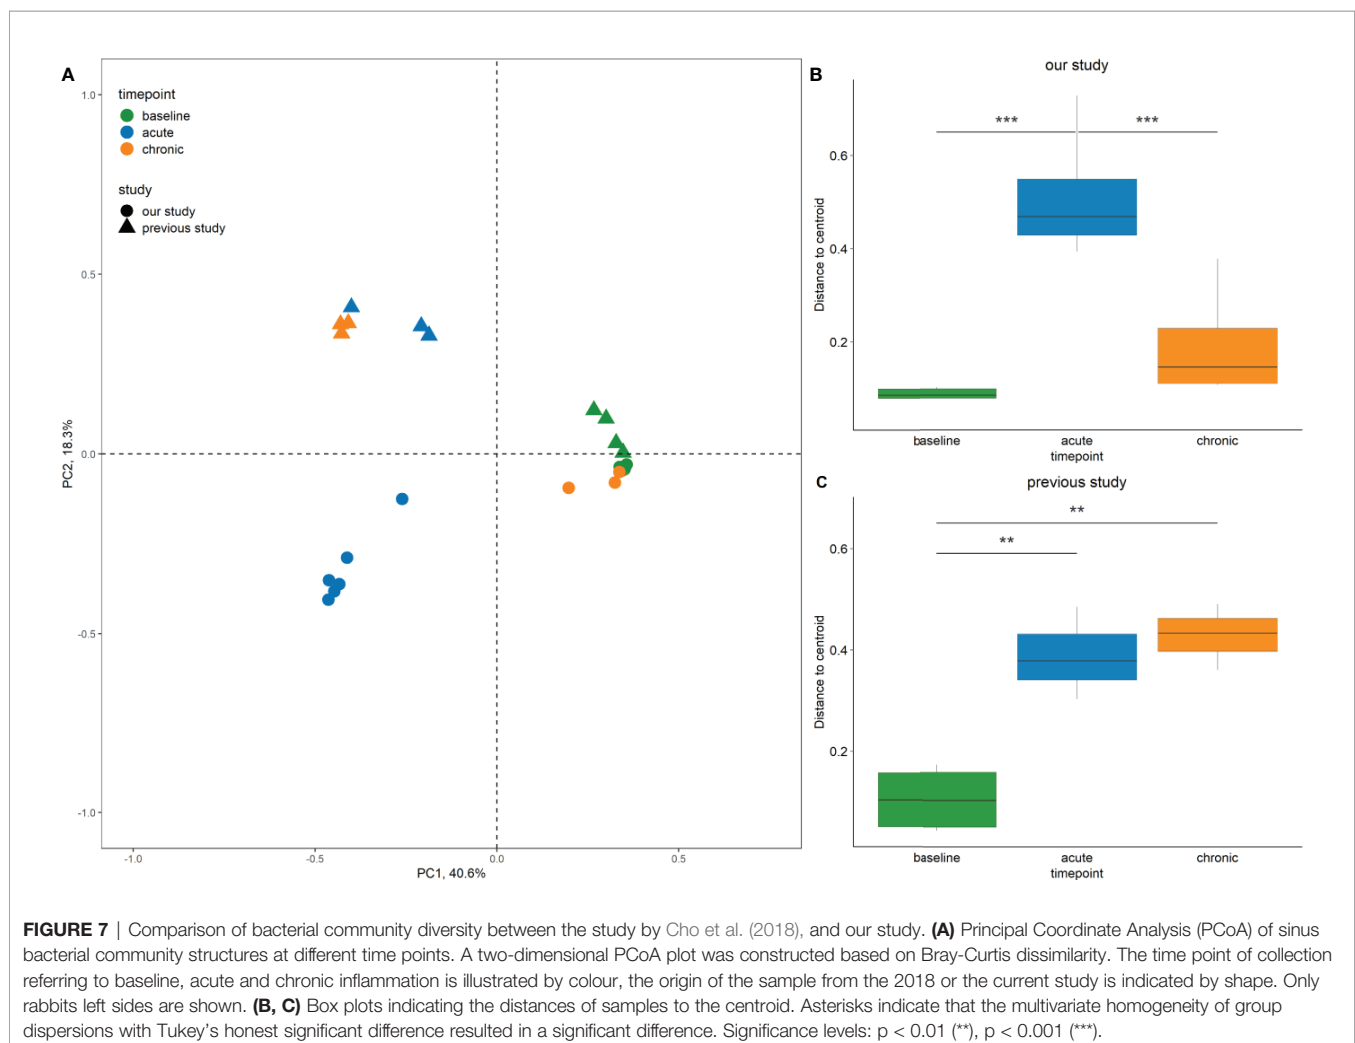 A
timepoint
baseline
acute
chronic
study
our study
previous study
1.0
0.5
0.0
-0.5
-1.0
PC2, 18.3%
-1.0
-0.5
0.0
0.5
PC1, 40.6%
B
our study
***
***
0.6
0.4
0.2
Distance to centroid
baseline
acute
chronic
timepoint
C
previous study
**
**
0.6
0.4
0.2
Distance to centroid
baseline
acute
chronic
timepoint
FIGURE 7 | Comparison of bacterial community diversity between the study by Cho et al. (2018), and our study. (A) Principal Coordinate Analysis (PCoA) of sinus
bacterial community structures at different time points. A two-dimensional PCoA plot was constructed based on Bray-Curtis dissimilarity. The time point of collection
referring to baseline, acute and chronic inflammation is illustrated by colour, the origin of the sample from the 2018 or the current study is indicated by shape. Only
rabbits left sides are shown. (B, C) Box plots indicating the distances of samples to the centroid. Asterisks indicate that the multivariate homogeneity of group
dispersions with Tukey's honest significant difference resulted in a significant difference. Significance levels: p < 0.01 (**), p < 0.001 (***).